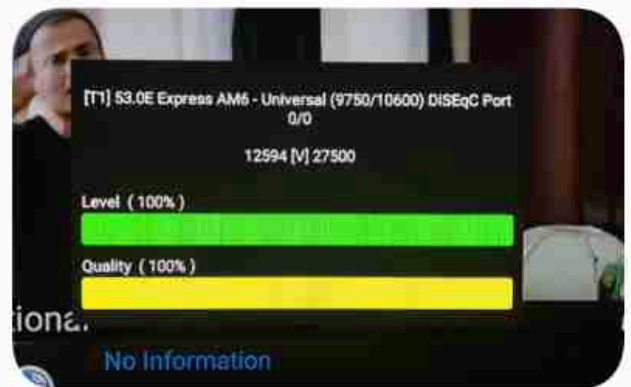 [T1] 53.0E Express AM6 - Universal (9750/10600) DISEqC Port
0/0
12594 [V] 27500
Level ( 100% )
Quality ( 100% )
iona.
No Information